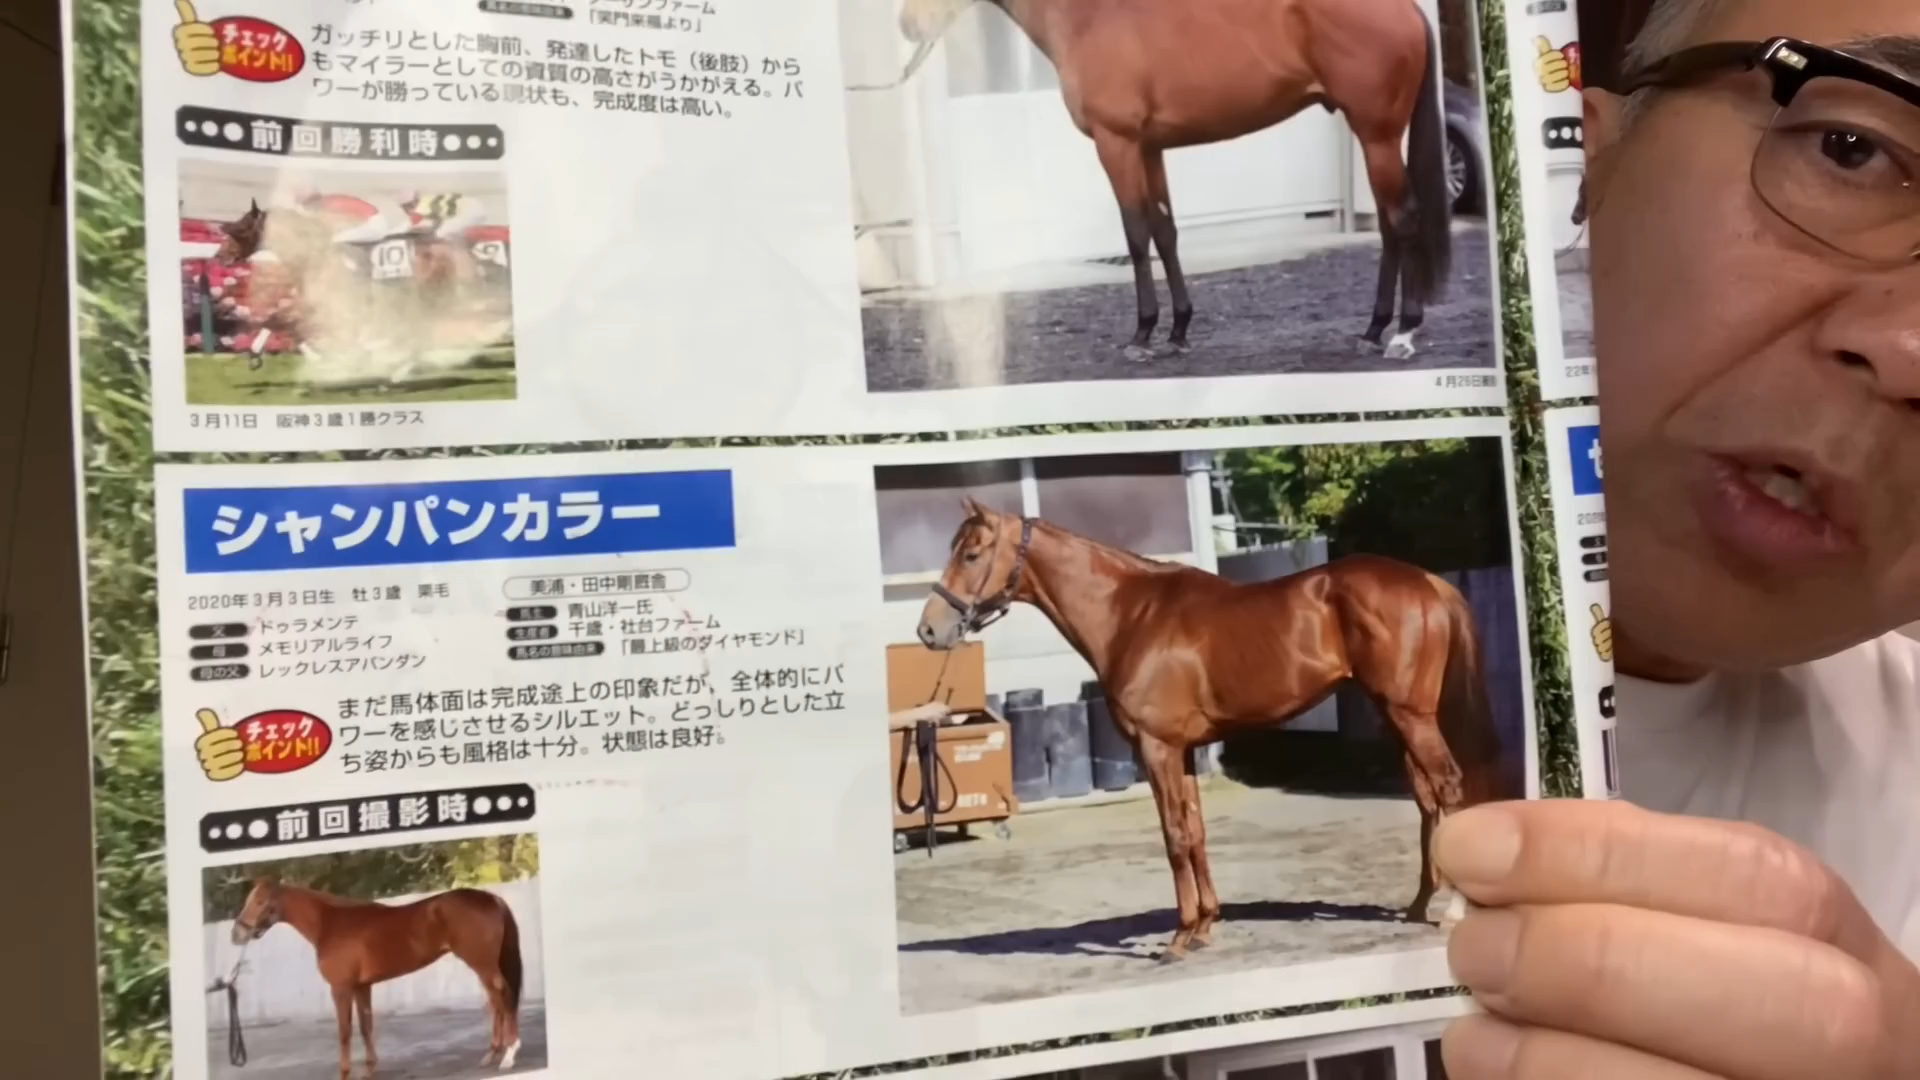 「笑門来福より」
チェック
ポイント!!
ガッチリとした胸前、発達したトモ（後肢）から
もマイラーとしての資質の高さがうかがえる。パ
ワーが勝っている現状も、完成度は高い。
前回勝利時
10
3月11日 阪神3歳1勝クラス
4月26日撮影
シャンパンカラー
2020年3月3日生 牡3歳 栗毛
父 ドゥラメンテ
母 メモリアルライフ
母の父 レックレスアバンダン
美浦・田中剛厩舎
馬主 青山洋一氏
生産者 千歳・社台ファーム
馬名の意味由来 「最上級のダイヤモンド」
チェック
ポイント!!
まだ馬体面は完成途上の印象だが、全体的にパ
ワーを感じさせるシルエット。どっしりとした立
ち姿からも風格は十分。状態は良好。
前回撮影時